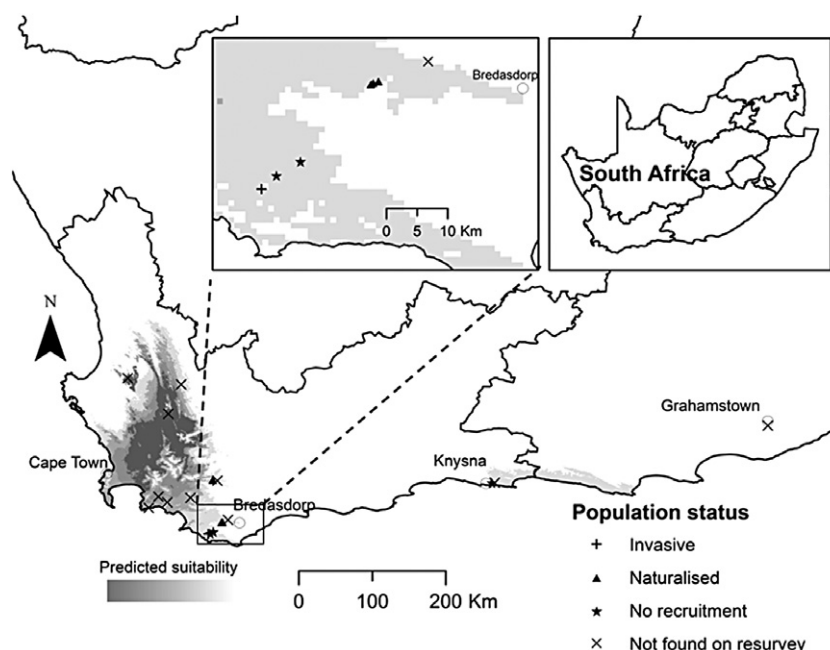 Bredasdorp
South Africa
0 5 10 Km
N
Grahamstown
Cape Town
Knysna
Bredasdorp
Population status
Invasive
Predicted suitability
Naturalised
0 100 200 Km
No recruitment
Not found on resurvey